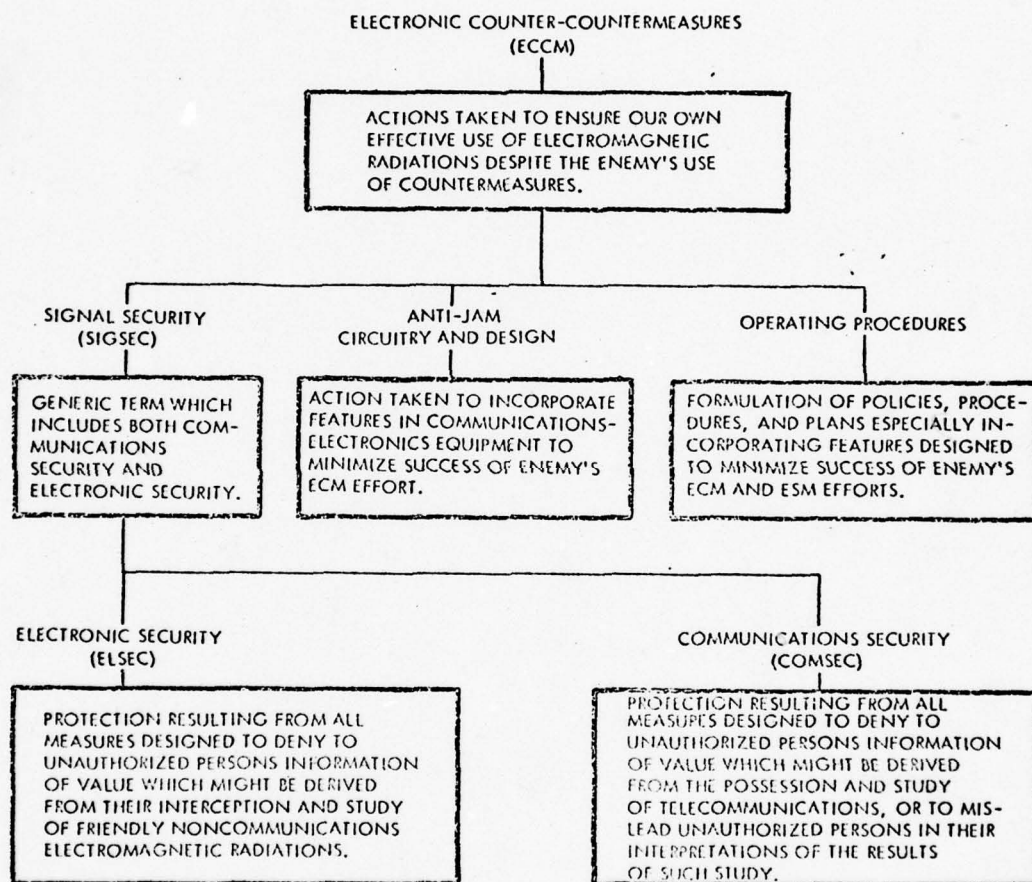 ELECTRONIC COUNTER-COUNTERMEASURES
(ECCM)
ACTIONS TAKEN TO ENSURE OUR OWN
EFFECTIVE USE OF ELECTROMAGNETIC
RADIATIONS DESPITE THE ENEMY'S USE
OF COUNTERMEASURES.
SIGNAL SECURITY
(SIGSEC)
GENERIC TERM WHICH
INCLUDES BOTH COM-
MUNICATIONS
SECURITY AND
ELECTRONIC SECURITY.
ANTI-JAM
CIRCUITRY AND DESIGN
ACTION TAKEN TO INCORPORATE
FEATURES IN COMMUNICATIONS-
ELECTRONICS EQUIPMENT TO
MINIMIZE SUCCESS OF ENEMY'S
ECM EFFORT.
OPERATING PROCEDURES
FORMULATION OF POLICIES, PROCE-
DURES, AND PLANS ESPECIALLY IN-
CORPORATING FEATURES DESIGNED
TO MINIMIZE SUCCESS OF ENEMY'S
ECM AND ESM EFFORTS.
ELECTRONIC SECURITY
(ELSEC)
PROTECTION RESULTING FROM ALL
MEASURES DESIGNED TO DENY TO
UNAUTHORIZED PERSONS INFORMATION
OF VALUE WHICH MIGHT BE DERIVED
FROM THEIR INTERCEPTION AND STUDY
OF FRIENDLY NONCOMMUNICATIONS
ELECTROMAGNETIC RADIATIONS.
COMMUNICATIONS SECURITY
(COMSEC)
PROTECTION RESULTING FROM ALL
MEASURES DESIGNED TO DENY TO
UNAUTHORIZED PERSONS INFORMATION
OF VALUE WHICH MIGHT BE DERIVED
FROM THE POSSESSION AND STUDY
OF TELECOMMUNICATIONS, OR TO MIS-
LEAD UNAUTHORIZED PERSONS IN THEIR
INTERPRETATIONS OF THE RESULTS
OF SUCH STUDY.